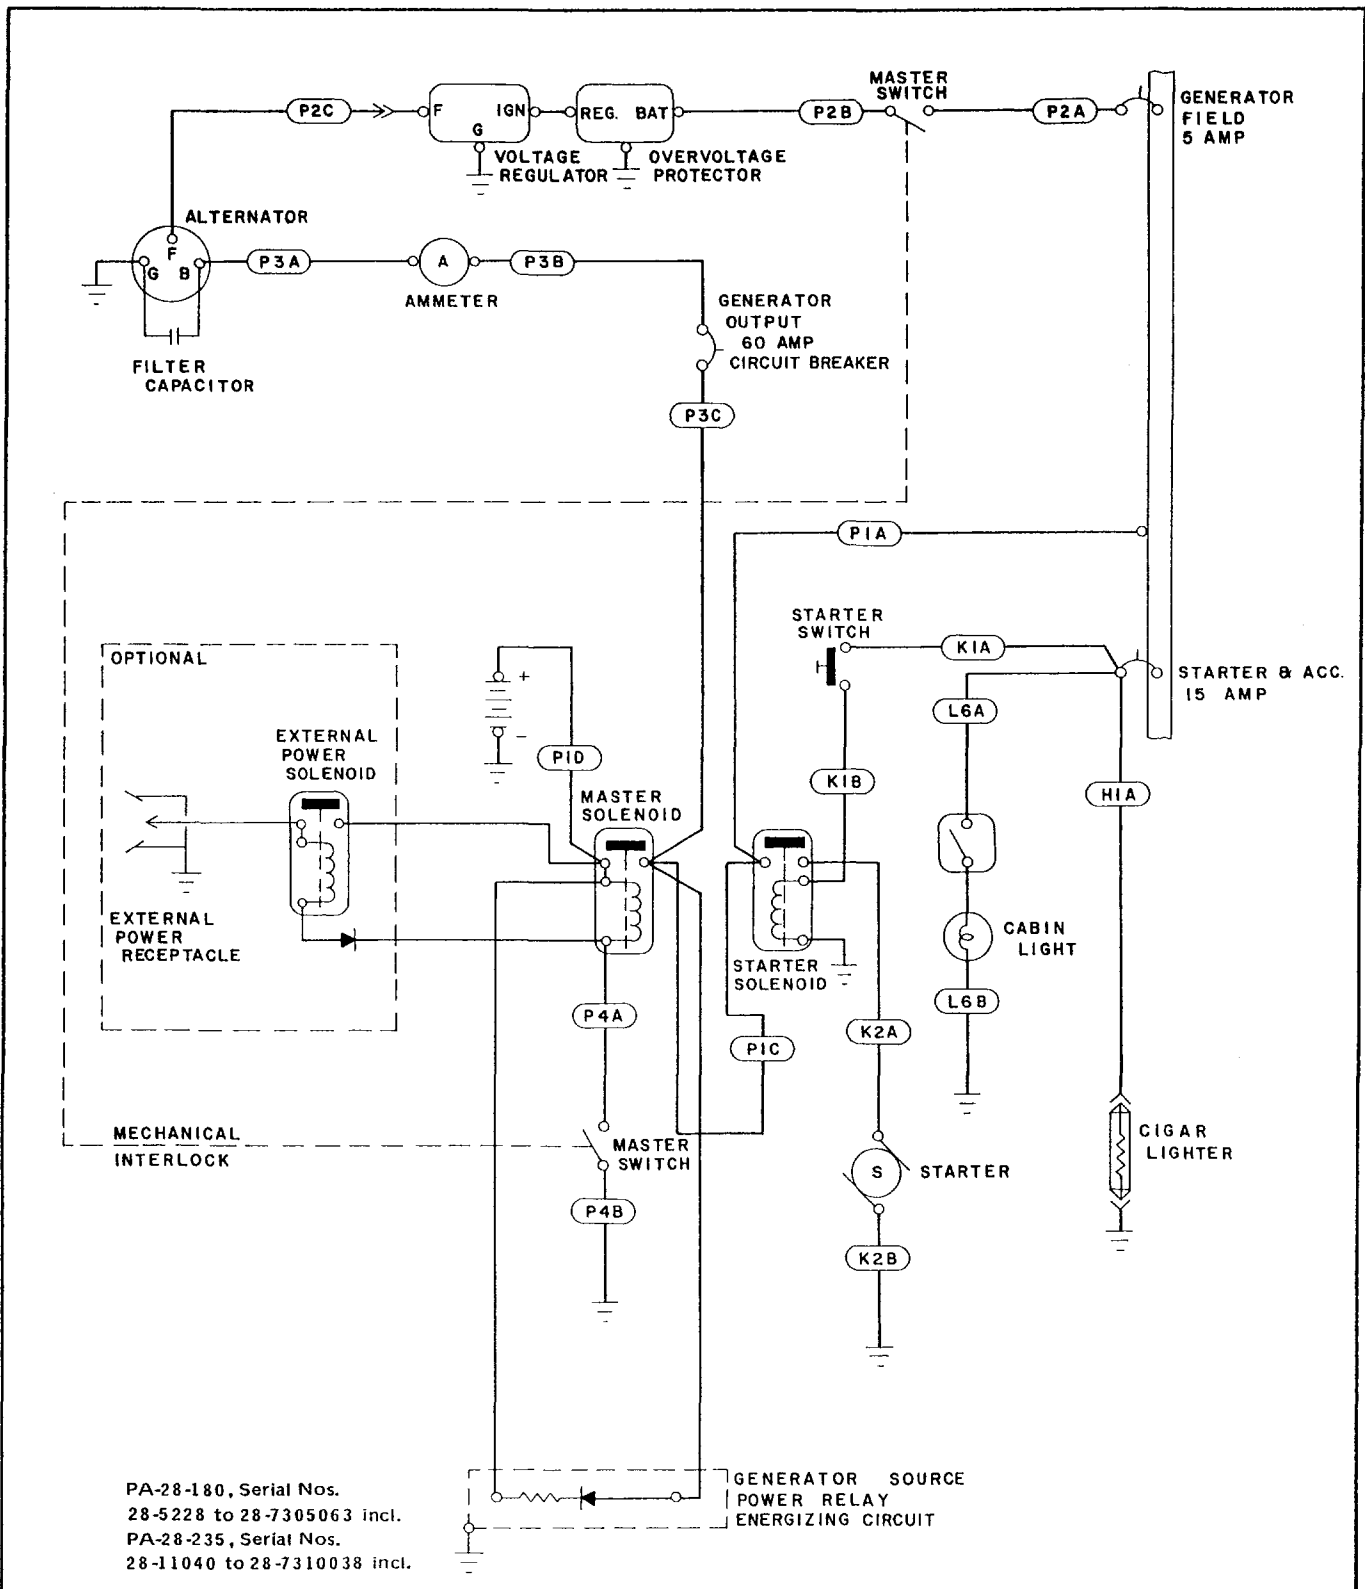 MASTER
SWITCH
P2C
F
IGN
G
REG. BAT
P2B
P2A
GENERATOR
FIELD
5 AMP
VOLTAGE
REGULATOR
OVERVOLTAGE
PROTECTOR
ALTERNATOR
F
G B
P3A
A
P3B
AMMETER
GENERATOR
OUTPUT
60 AMP
CIRCUIT BREAKER
FILTER
CAPACITOR
P3C
P1A
STARTER
SWITCH
K1A
OPTIONAL
+
-
STARTER & ACC.
15 AMP
L6A
EXTERNAL
POWER
SOLENOID
P1D
K1B
H1A
MASTER
SOLENOID
EXTERNAL
POWER
RECEPTACLE
CABIN
LIGHT
STARTER
SOLENOID
L6B
P4A
P1C
K2A
MECHANICAL
INTERLOCK
MASTER
SWITCH
S
STARTER
CIGAR
LIGHTER
P4B
K2B
GENERATOR SOURCE
POWER RELAY
ENERGIZING CIRCUIT
PA-28-180, Serial Nos.
28-5228 to 28-7305063 incl.
PA-28-235, Serial Nos.
28-11040 to 28-7310038 incl.